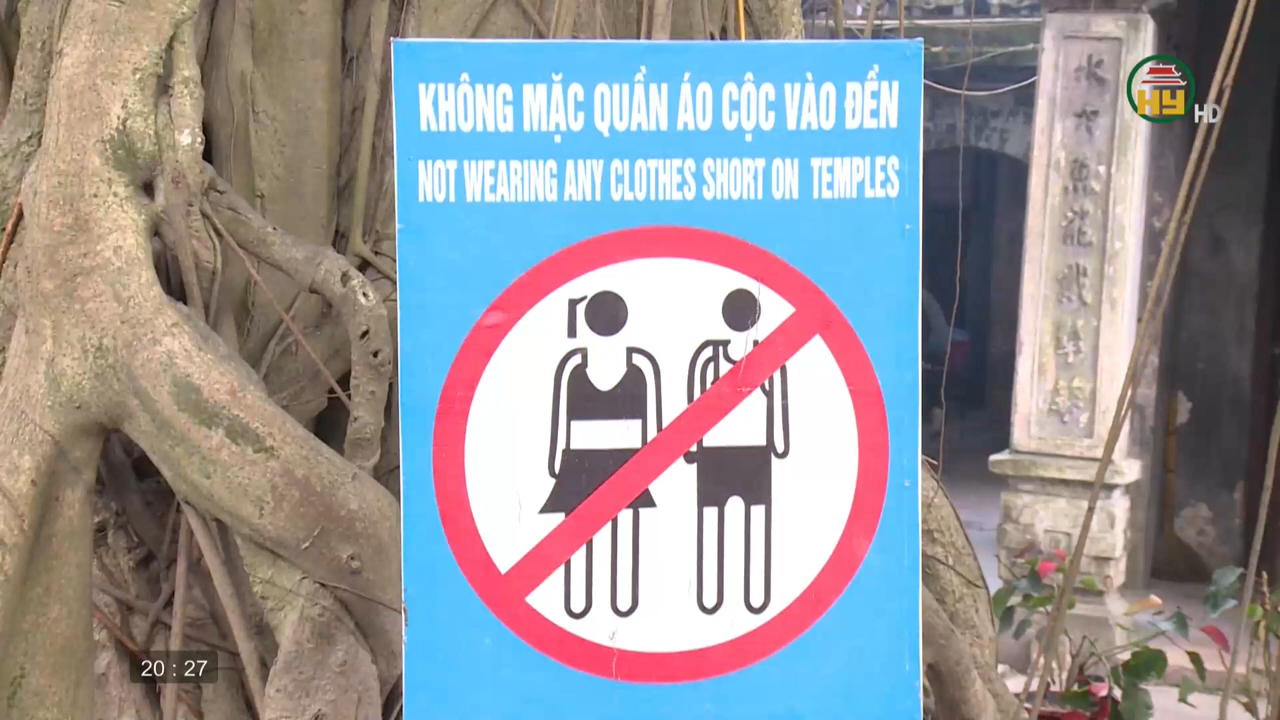 KHÔNG MẶC QUẦN ÁO CỘC VÀO ĐỀN
NOT WEARING ANY CLOTHES SHORT ON TEMPLES
HY HD
20 : 27